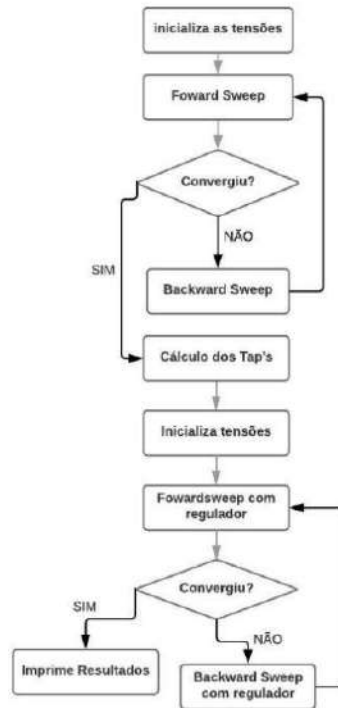 inicializa as tensões
Foward Sweep
Convergiu?
NÃO
SIM
Backward Sweep
Cálculo dos Tap's
Inicializa tensões
Fowardsweep com
regulador
Convergiu?
SIM
NÃO
Imprime Resultados
Backward Sweep
com regulador